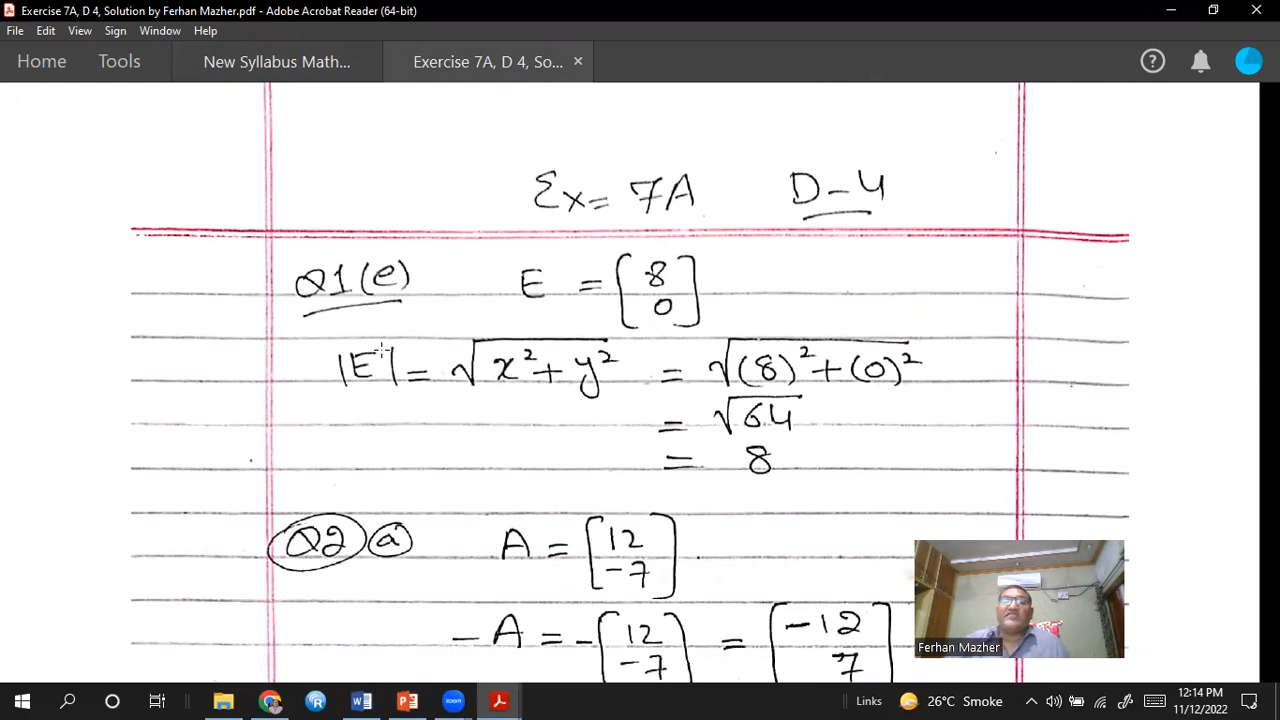 Exercise 7A, D 4, Solution by Ferhan Mazher.pdf - Adobe Acrobat Reader (64-bit)
File Edit View Sign Window Help
Home Tools New Syllabus Math... Exercise 7A, D 4, So... ×
Ex= 7A D-4
Q1(e) E = [8 0]
|E| = √x²+y² = √(8)²+(0)²
= √64
= 8
Q2 a A = [12 -7]
-A = -[12 -7] = [-12 7]
Ferhan Mazher
Links 26°C Smoke 12:14 PM
11/12/2022